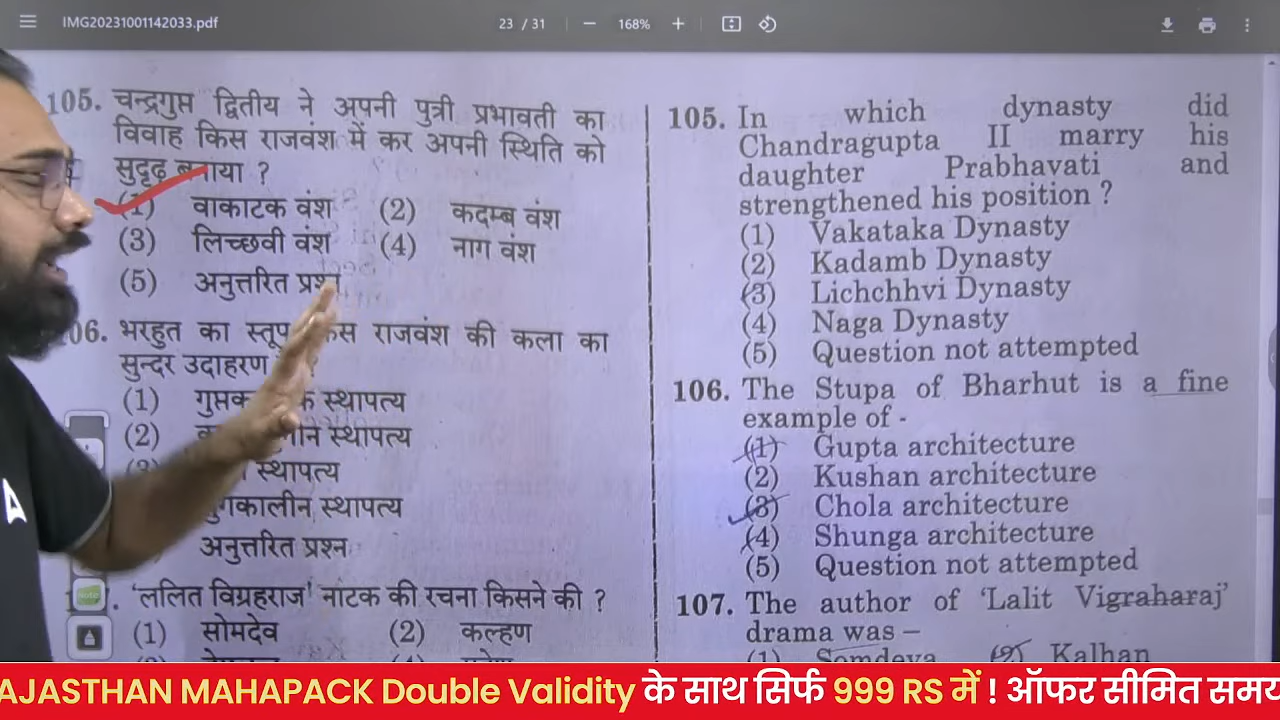 IMG20231001142033.pdf
23 / 31
168%
105. चन्द्रगुप्त द्वितीय ने अपनी पुत्री प्रभावती का
विवाह किस राजवंश में कर अपनी स्थिति को
सुदृढ़ बनाया ?
(1) वाकाटक वंश (2) कदम्ब वंश
(3) लिच्छवी वंश (4) नाग वंश
(5) अनुत्तरित प्रश्न
06. भरहुत का स्तूप राजवंश की कला का
सुन्दर उदाहरण
(1) स्थापत्य
(2) स्थापत्य
स्थापत्य
स्थापत्य
अनुत्तरित प्रश्न
'ललित विग्रहराज' नाटक की रचना किसने की ?
(1) सोमदेव (2) कल्हण
105. In which dynasty did
Chandragupta II marry his
daughter Prabhavati and
strengthened his position ?
(1) Vakataka Dynasty
(2) Kadamb Dynasty
(3) Lichchhvi Dynasty
(4) Naga Dynasty
(5) Question not attempted
106. The Stupa of Bharhut is a fine
example of -
(1) Gupta architecture
(2) Kushan architecture
(3) Chola architecture
(4) Shunga architecture
(5) Question not attempted
107. The author of 'Lalit Vigraharaj'
drama was –
(1) Somdeva (2) Kalhan
AJASTHAN MAHAPACK Double Validity के साथ सिर्फ 999 RS में ! ऑफर सीमित समय